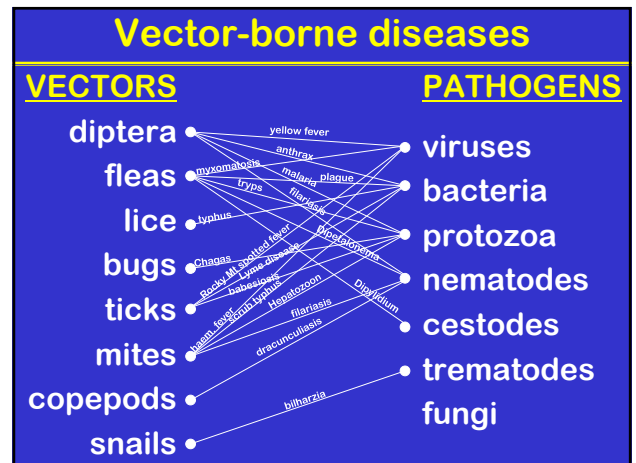 Vector-borne diseases
VECTORS
PATHOGENS
diptera
fleas
lice
bugs
ticks
mites
copepods
snails
yellow fever
anthrax
myxomatosis
malaria
plague
tryps
filariasis
typhus
Dipetalonema
Chagas
Rocky Mt spotted fever
Lyme disease
babesiosis
scrub typhus
Hepatozoon
Dipylidium
haem. fever
filariasis
dracunculiasis
bilharzia
viruses
bacteria
protozoa
nematodes
cestodes
trematodes
fungi